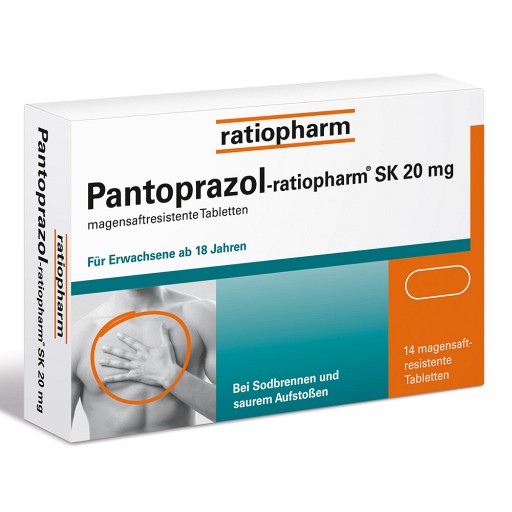 ratiopharm
Pantoprazol-ratiopharm® SK 20 mg
magensaftresistente Tabletten
Für Erwachsene ab 18 Jahren
Bei Sodbrennen und
saurem Aufstoßen
14 magensaft-
resistente
Tabletten
Pantoprazol-ratiopharm® SK 20 mg
ratiopharm